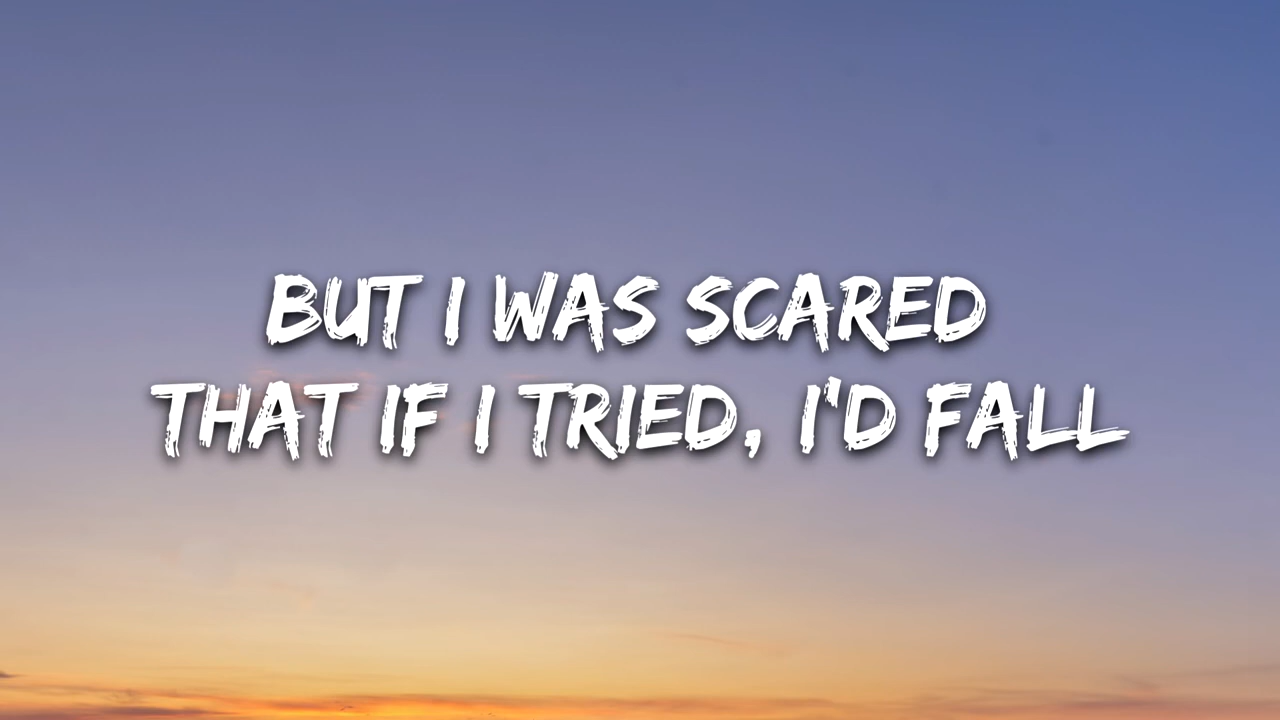 BUT I WAS SCARED
THAT IF I TRIED, I'D FALL